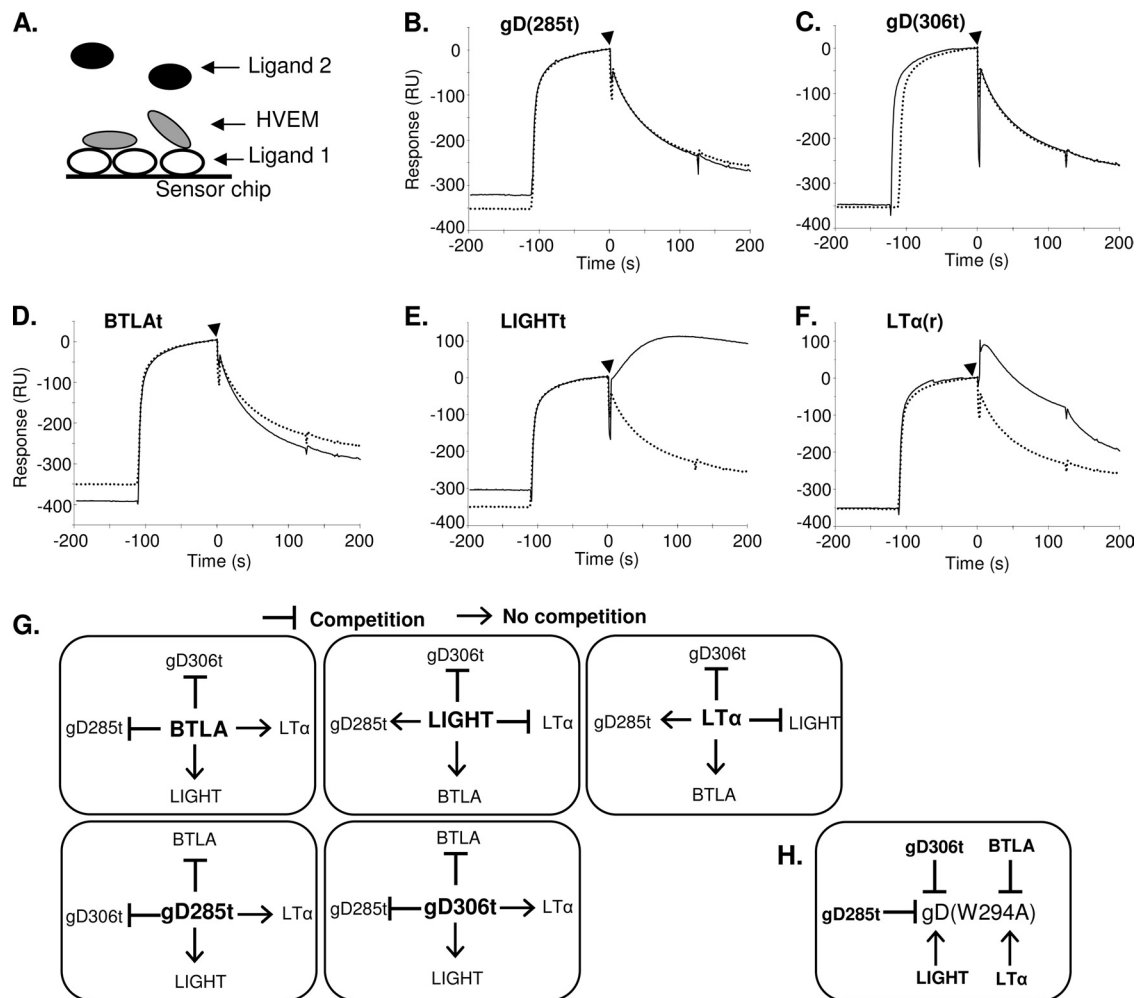 A.
Ligand 2
HVEM
Ligand 1
Sensor chip
B.
gD(285t)
Response (RU)
0
-100
-200
-300
-400
-200 -100 0 100 200
Time (s)
C.
gD(306t)
0
-100
-200
-300
-400
-200 -100 0 100 200
Time (s)
D.
BTLAt
Response (RU)
0
-100
-200
-300
-400
-200 -100 0 100 200
Time (s)
E.
LIGHTt
100
0
-100
-200
-300
-400
-200 -100 0 100 200
Time (s)
F.
LTα(r)
100
0
-100
-200
-300
-400
-200 -100 0 100 200
Time (s)
G.
Competition
No competition
gD306t
gD285t BTLA LTα
LIGHT
gD306t
gD285t LIGHT LTα
BTLA
gD306t
gD285t LTα LIGHT
BTLA
BTLA
gD306t gD285t LTα
LIGHT
BTLA
gD285t gD306t LTα
LIGHT
H.
gD306t BTLA
gD285t gD(W294A)
LIGHT LTα